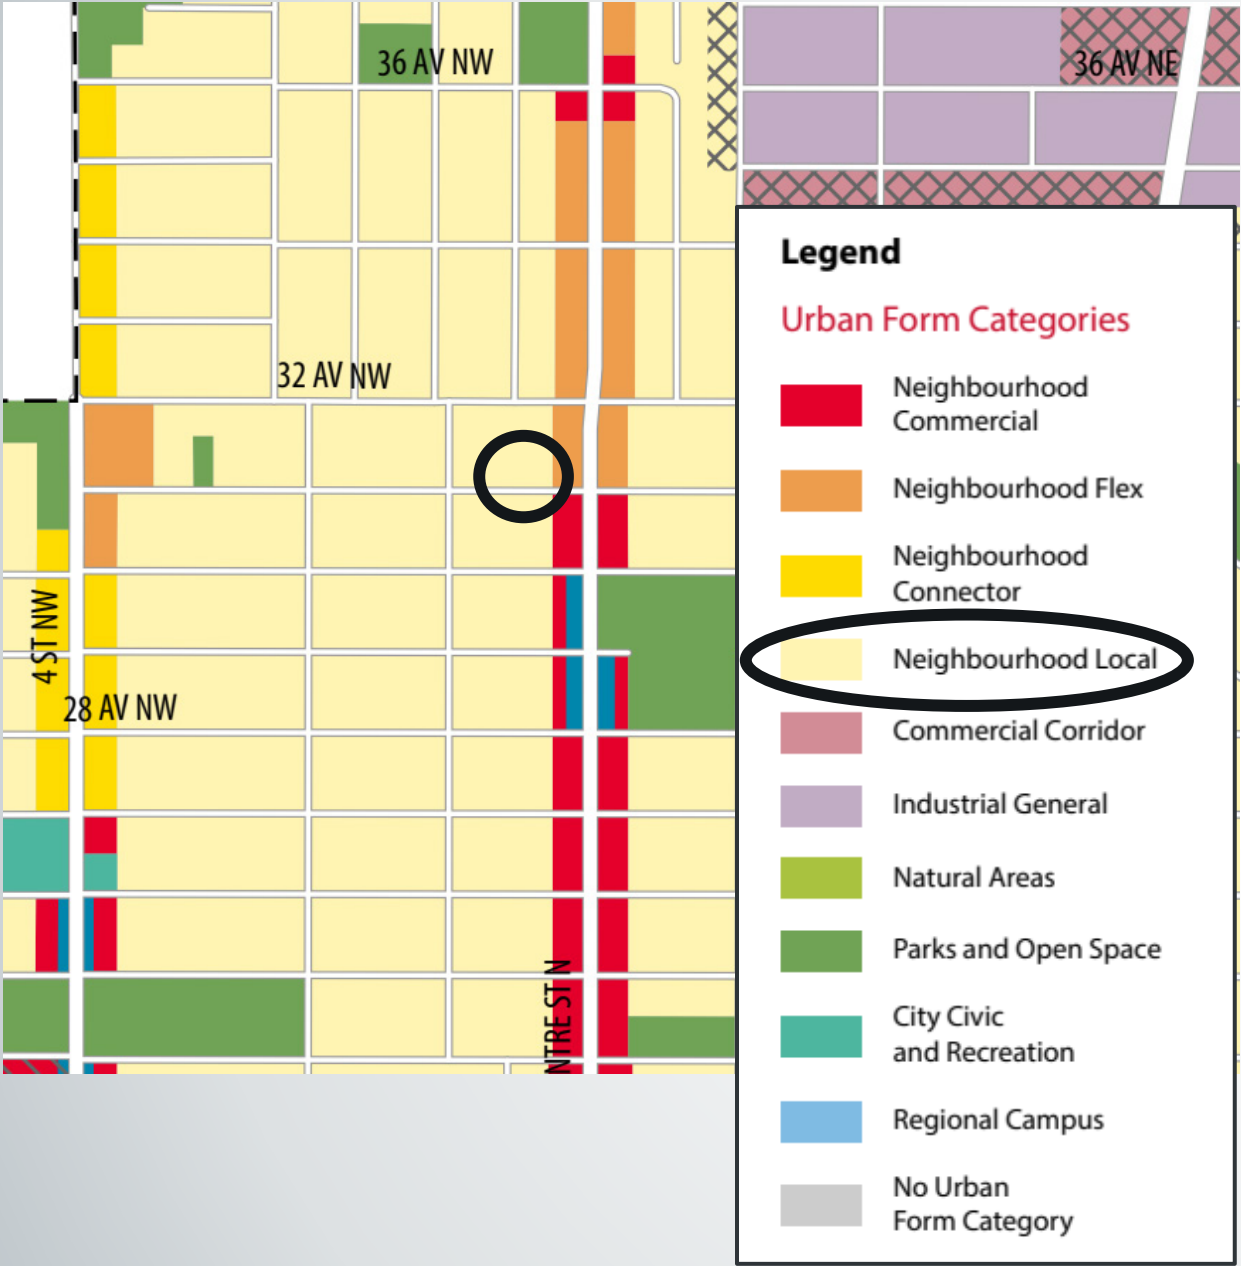 36 AV NW
36 AV NE
32 AV NW
4 ST NW
28 AV NW
NTRE ST N
Legend
Urban Form Categories
Neighbourhood
Commercial
Neighbourhood Flex
Neighbourhood
Connector
Neighbourhood Local
Commercial Corridor
Industrial General
Natural Areas
Parks and Open Space
City Civic
and Recreation
Regional Campus
No Urban
Form Category